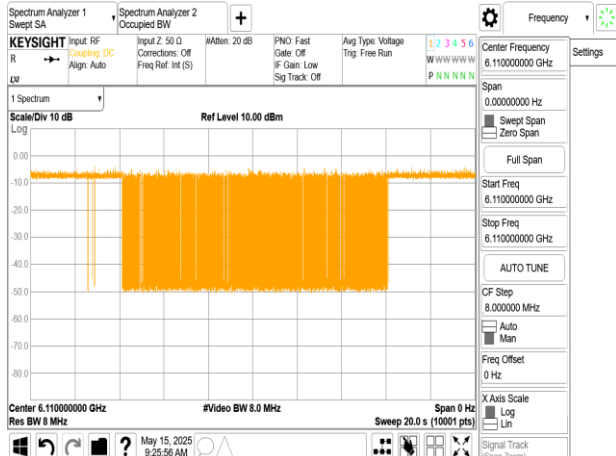 Spectrum Analyzer 1
Swept SA
Spectrum Analyzer 2
Occupied BW
+
Frequency
KEYSIGHT
R
LXI
Input: RF
Coupling: DC
Align: Auto
Input Z: 50 Ω
Corrections: Off
Freq Ref: Int (S)
#Atten: 20 dB
PNO: Fast
Gate: Off
IF Gain: Low
Sig Track: Off
Avg Type: Voltage
Trig: Free Run
1 2 3 4 5 6
W W W W W W
P N N N N N
1 Spectrum
Scale/Div 10 dB
Ref Level 10.00 dBm
Log
0.00
-10.0
-20.0
-30.0
-40.0
-50.0
-60.0
-70.0
-80.0
Center 6.110000000 GHz
Res BW 8 MHz
#Video BW 8.0 MHz
Span 0 Hz
Sweep 20.0 s (10001 pts)
?
May 15, 2025
9:25:56 AM
Center Frequency
6.110000000 GHz
Span
0.00000000 Hz
Swept Span
Zero Span
Full Span
Start Freq
6.110000000 GHz
Stop Freq
6.110000000 GHz
AUTO TUNE
CF Step
8.000000 MHz
Auto
Man
Freq Offset
0 Hz
X Axis Scale
Log
Lin
Signal Track
(Span Zoom)
Settings